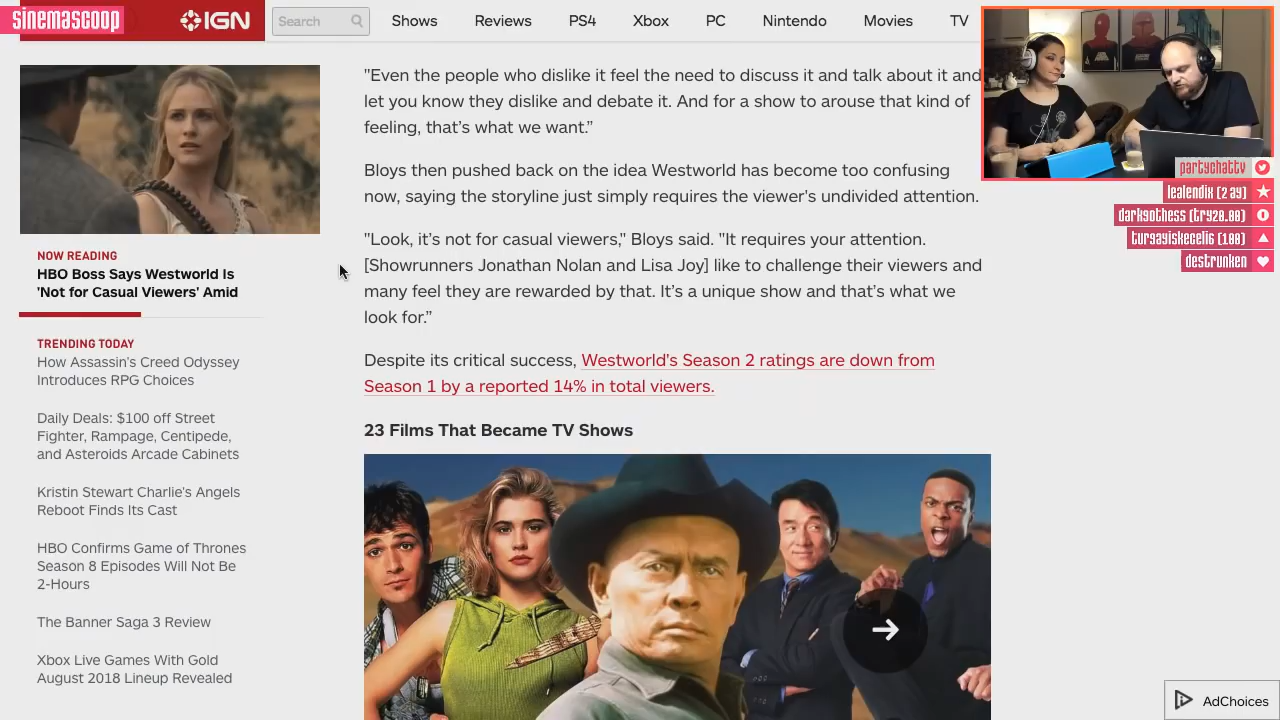 sinemascoop
IGN
Search
Shows
Reviews
PS4
Xbox
PC
Nintendo
Movies
TV
"Even the people who dislike it feel the need to discuss it and talk about it and
let you know they dislike and debate it. And for a show to arouse that kind of
feeling, that’s what we want.”
Bloys then pushed back on the idea Westworld has become too confusing
now, saying the storyline just simply requires the viewer's undivided attention.
"Look, it’s not for casual viewers," Bloys said. "It requires your attention.
[Showrunners Jonathan Nolan and Lisa Joy] like to challenge their viewers and
many feel they are rewarded by that. It’s a unique show and that’s what we
look for.”
Despite its critical success, Westworld's Season 2 ratings are down from
Season 1 by a reported 14% in total viewers.
23 Films That Became TV Shows
NOW READING
HBO Boss Says Westworld Is
'Not for Casual Viewers' Amid
TRENDING TODAY
How Assassin's Creed Odyssey
Introduces RPG Choices
Daily Deals: $100 off Street
Fighter, Rampage, Centipede,
and Asteroids Arcade Cabinets
Kristin Stewart Charlie's Angels
Reboot Finds Its Cast
HBO Confirms Game of Thrones
Season 8 Episodes Will Not Be
2-Hours
The Banner Saga 3 Review
Xbox Live Games With Gold
August 2018 Lineup Revealed
partychattv
lealendix (2 ay)
darkgothess (try20.00)
turgayiskecelig (100)
destrunken
AdChoices